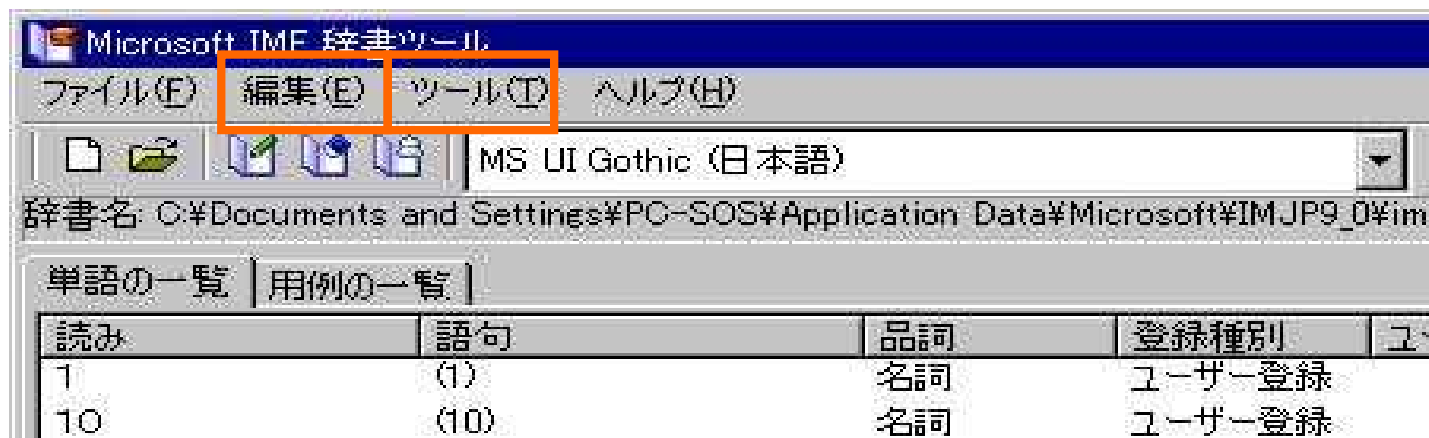 Microsoft IME 辞書ツール
ファイル(F) 編集(E) ツール(T) ヘルプ(H)
MS UI Gothic (日本語)
辞書名: C:¥Documents and Settings¥PC-SOS¥Application Data¥Microsoft¥IMJP9_0¥im
単語の一覧 用例の一覧
読み 語句 品詞 登録種別 ユー
1 (1) 名詞 ユーザー登録
10 (10) 名詞 ユーザー登録